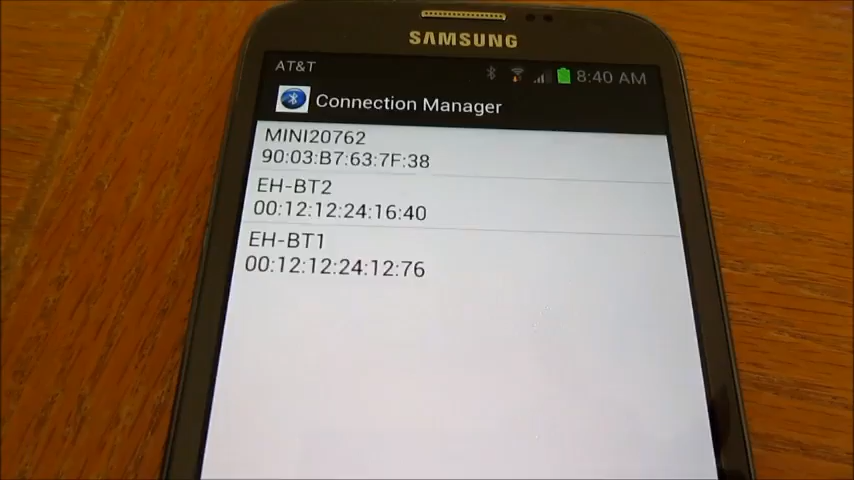 SAMSUNG
AT&T 8:40 AM
Connection Manager
MINI20762
90:03:B7:63:7F:38
EH-BT2
00:12:12:24:16:40
EH-BT1
00:12:12:24:12:76